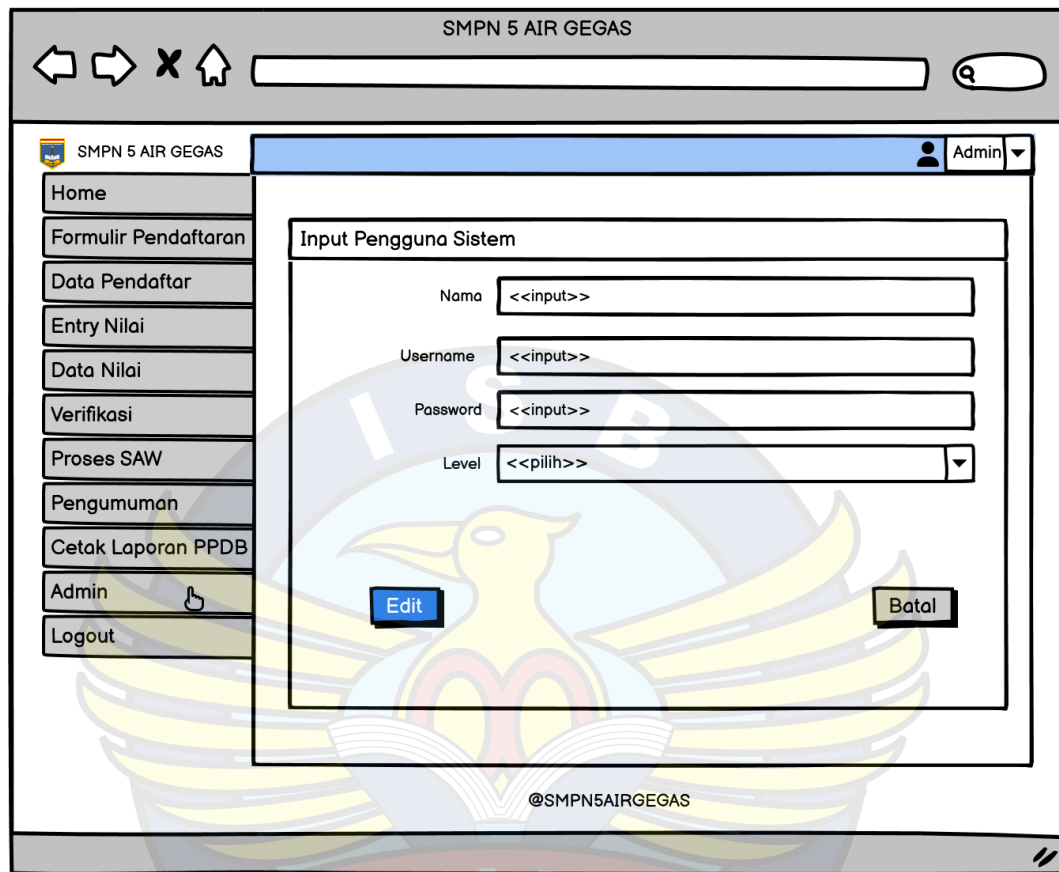 SMPN 5 AIR GEGAS
SMPN 5 AIR GEGAS
Admin
Home
Formulir Pendaftaran
Data Pendaftar
Entry Nilai
Data Nilai
Verifikasi
Proses SAW
Pengumuman
Cetak Laporan PPDB
Admin
Logout
Input Pengguna Sistem
Nama <<input>>
Username <<input>>
Password <<input>>
Level <<pilih>>
Edit Batal
@SMPN5AIRGEGAS
ISB